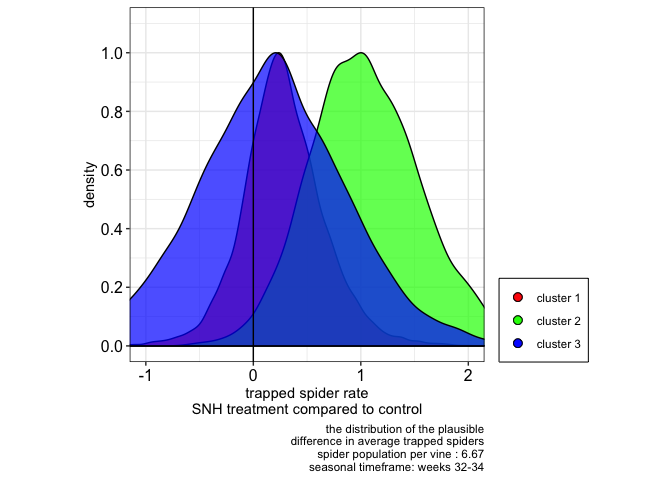 density
1.0
0.8
0.6
0.4
0.2
0.0
-1
0
1
2
trapped spider rate
SNH treatment compared to control
cluster 1
cluster 2
cluster 3
the distribution of the plausible
difference in average trapped spiders
spider population per vine : 6.67
seasonal timeframe: weeks 32-34